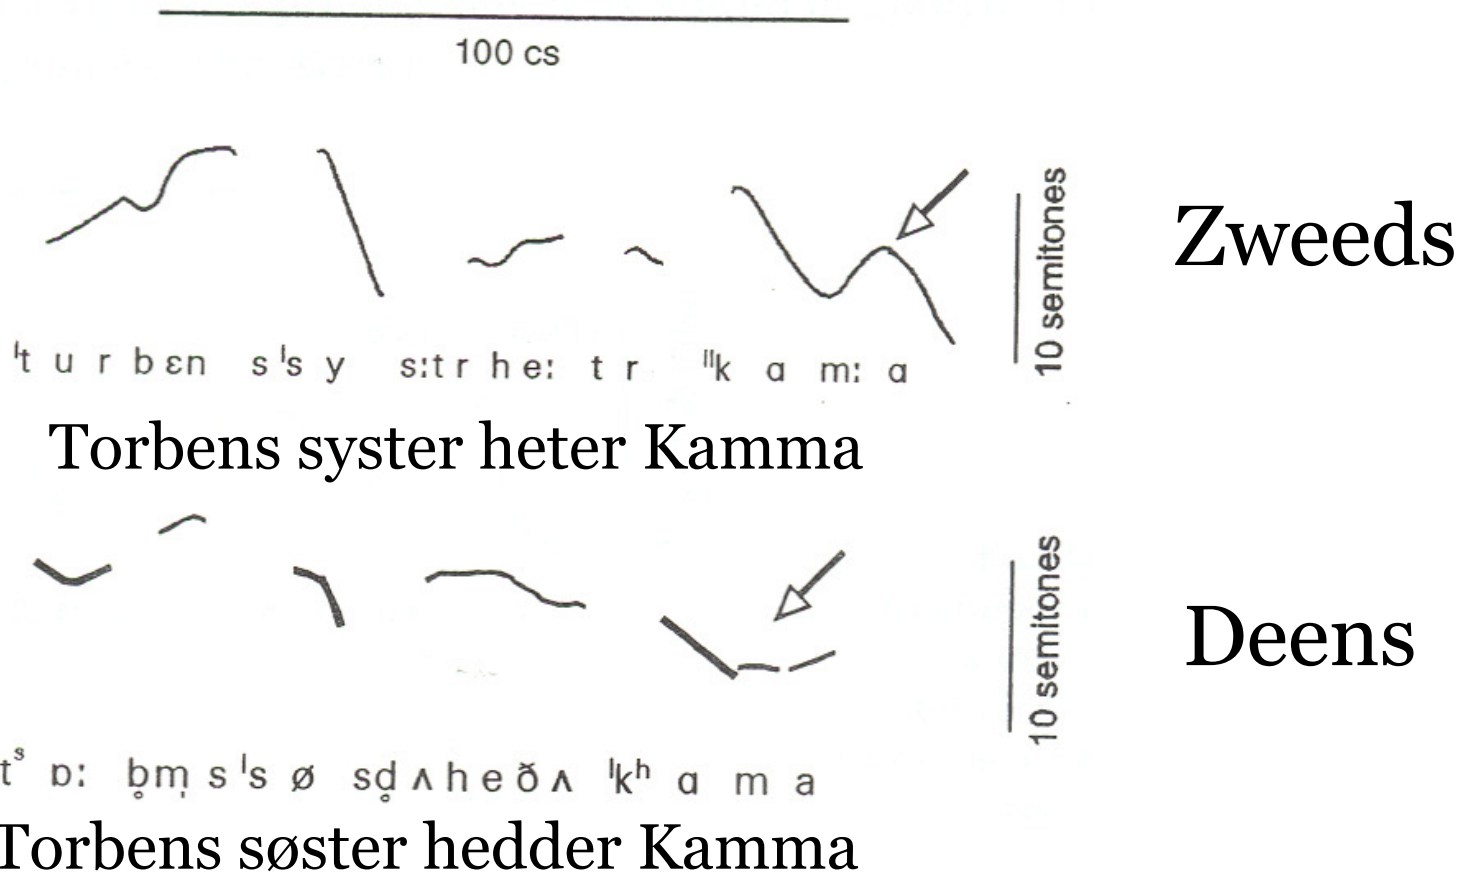 100 cs
10 semitones
Zweeds
ˈt u r b ɛ n s ˈs y s ː t r h e ː t r ˈˈk ɑ m ː ɑ
Torbens syster heter Kamma
10 semitones
Deens
tˢ ɒ ː b̥ m̩ s ˈs ø s d̥ ʌ h e ð ʌ ˈkʰ ɑ m a
Torbens søster hedder Kamma